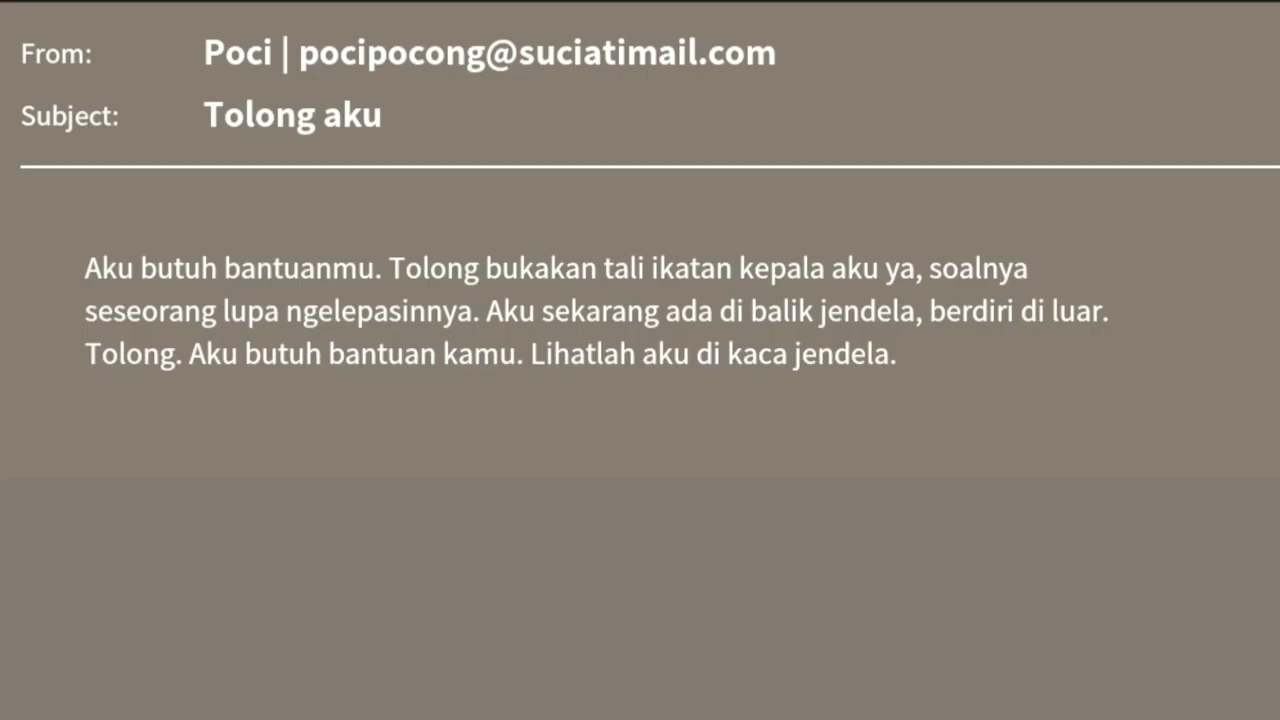 From: Poci | pocipocong@suciatimail.com
Subject: Tolong aku
Aku butuh bantuanmu. Tolong bukakan tali ikatan kepala aku ya, soalnya
seseorang lupa ngelepasinnya. Aku sekarang ada di balik jendela, berdiri di luar.
Tolong. Aku butuh bantuan kamu. Lihatlah aku di kaca jendela.